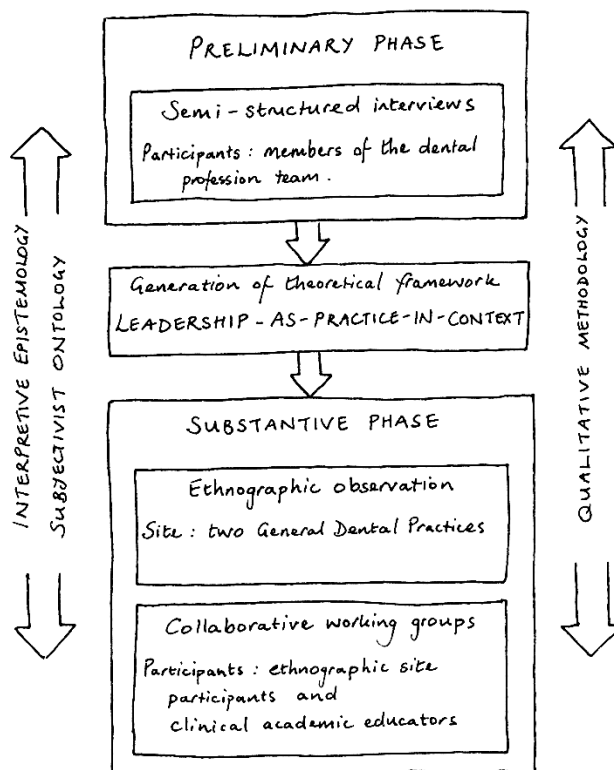 PRELIMINARY PHASE
Semi-structured interviews
Participants : members of the dental
profession team.
Generation of theoretical framework
LEADERSHIP-AS-PRACTICE-IN-CONTEXT
SUBSTANTIVE PHASE
Ethnographic observation
Site : two General Dental Practices
Collaborative working groups
Participants : ethnographic site
participants and
clinical academic educators
INTERPRETIVE EPISTEMOLOGY
SUBJECTIVIST ONTOLOGY
QUALITATIVE METHODOLOGY